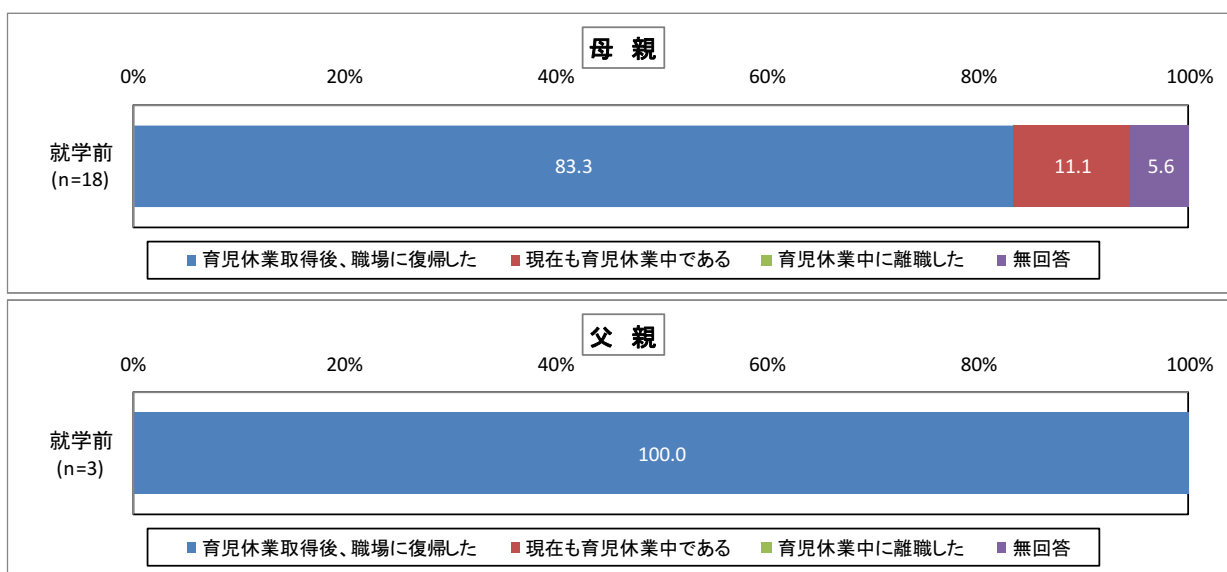 母 親
0% 20% 40% 60% 80% 100%
就学前
(n=18)
83.3 11.1 5.6
育児休業取得後、職場に復帰した 現在も育児休業中である 育児休業中に離職した 無回答
父 親
0% 20% 40% 60% 80% 100%
就学前
(n=3)
100.0
育児休業取得後、職場に復帰した 現在も育児休業中である 育児休業中に離職した 無回答